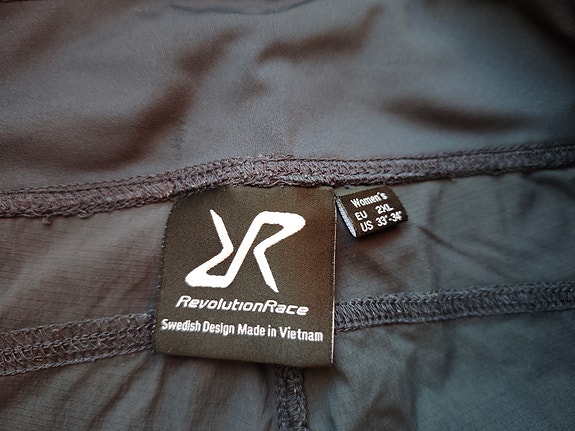 RevolutionRace
Swedish Design Made in Vietnam
Women's
EU 2XL
US 33"-34"